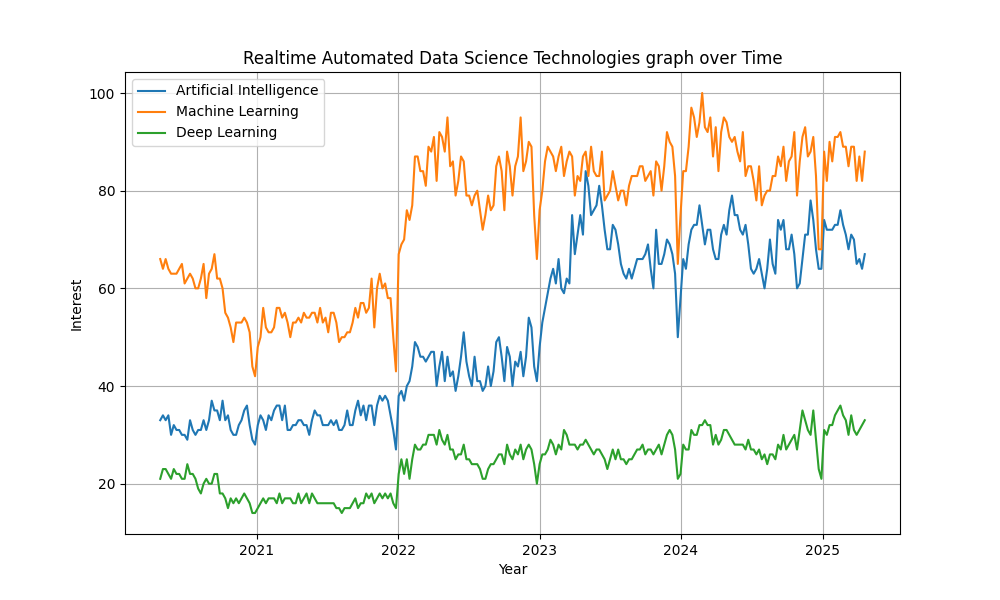 Realtime Automated Data Science Technologies graph over Time
Artificial Intelligence
Machine Learning
Deep Learning
100
80
60
40
20
Interest
2021 2022 2023 2024 2025
Year